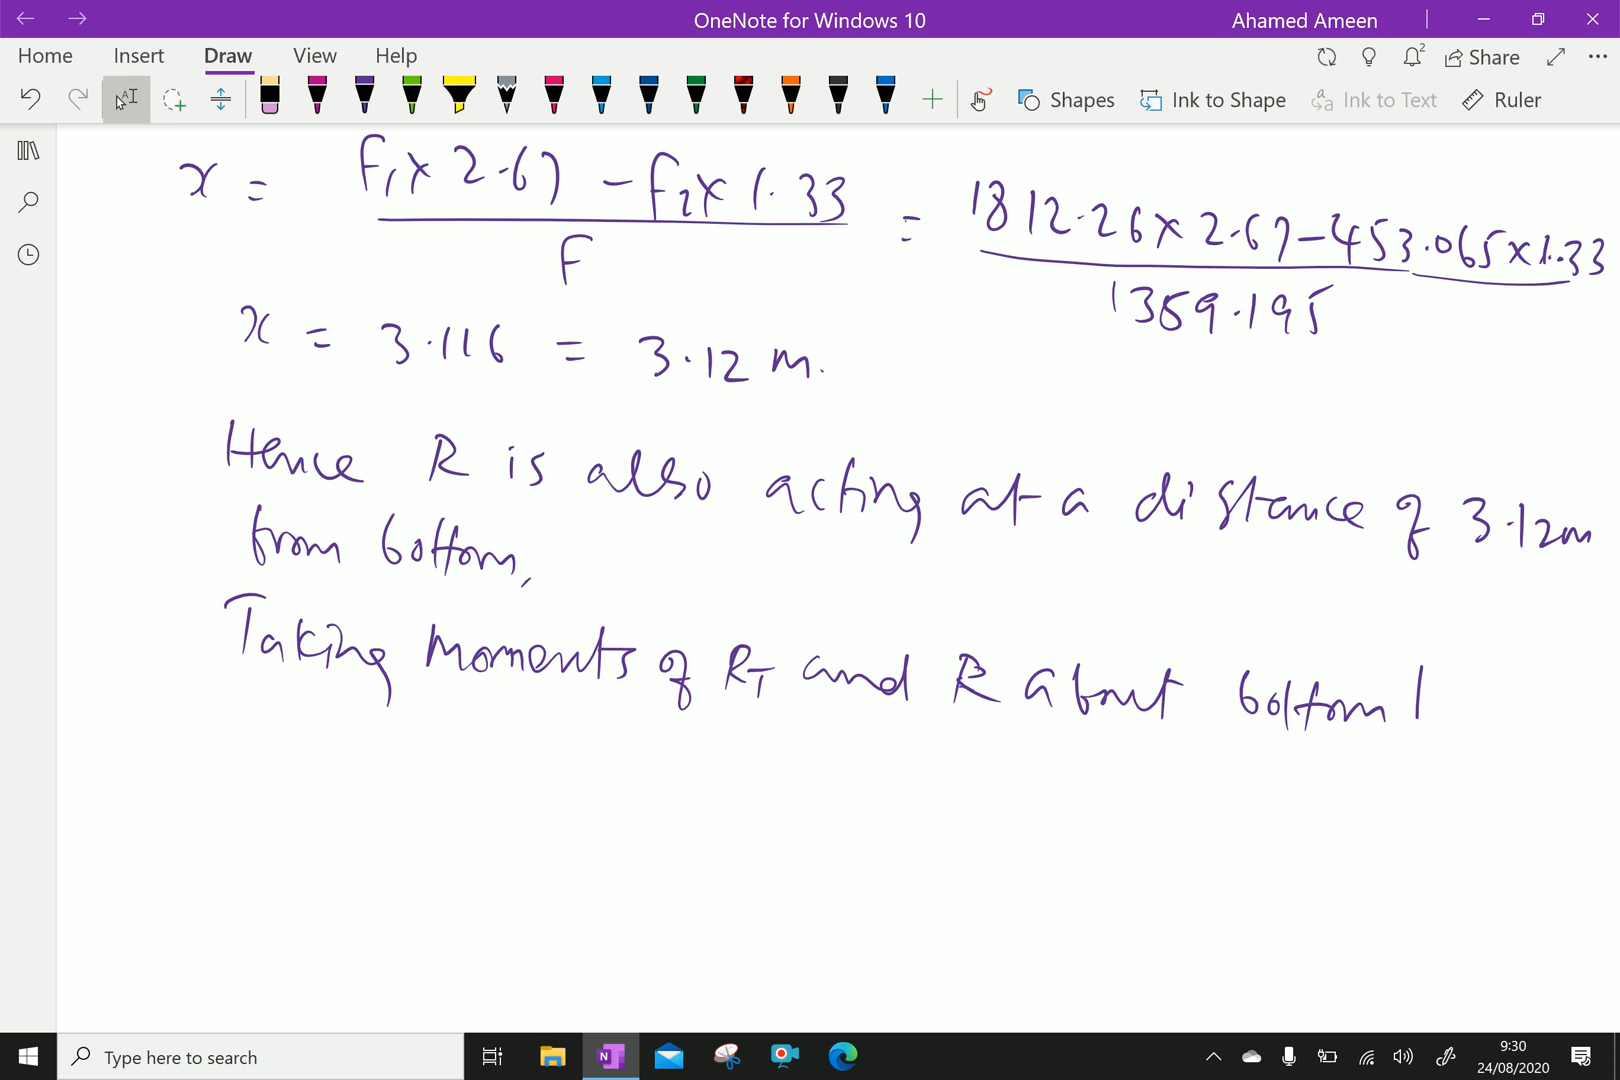 OneNote for Windows 10
Ahamed Ameen
Home Insert Draw View Help
2 Share
Shapes Ink to Shape Ink to Text Ruler
x = F₁ × 2.67 − F₂ × 1.33 / F = 1812.26 × 2.67 − 453.065 × 1.33 / 1359.195
x = 3.116 = 3.12 m.
Hence R is also acting at a distance of 3.12m
from bottom,
Taking moments of R_T and R about bottom
Type here to search
9:30
24/08/2020